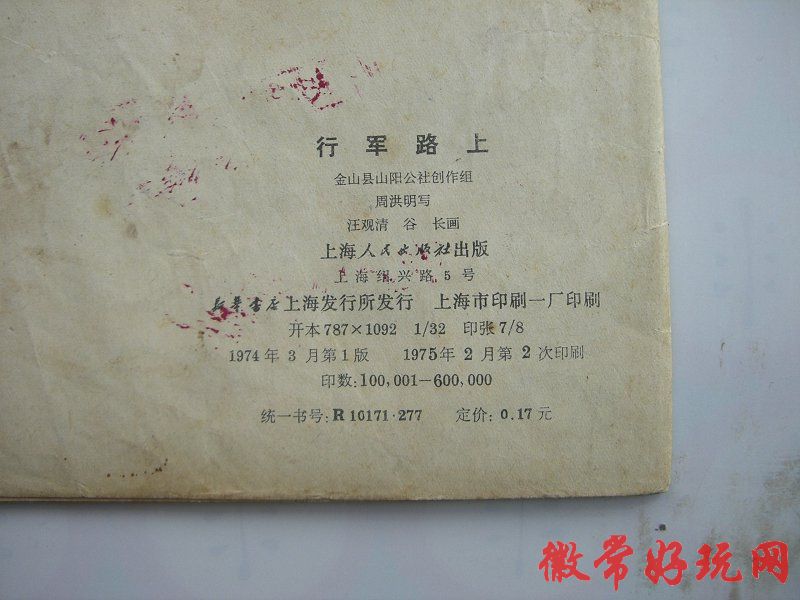 行军路上
金山县山阳公社创作组
周洪明写
汪观清 谷 长画
上海人民出版社出版
上海绍兴路5号
新华书店上海发行所发行 上海市印刷一厂印刷
开本787×1092 1/32 印张7/8
1974年3月第1版 1975年2月第2次印刷
印数:100,001—600,000
统一书号:R10171·277 定价:0.17元
徽常好玩网